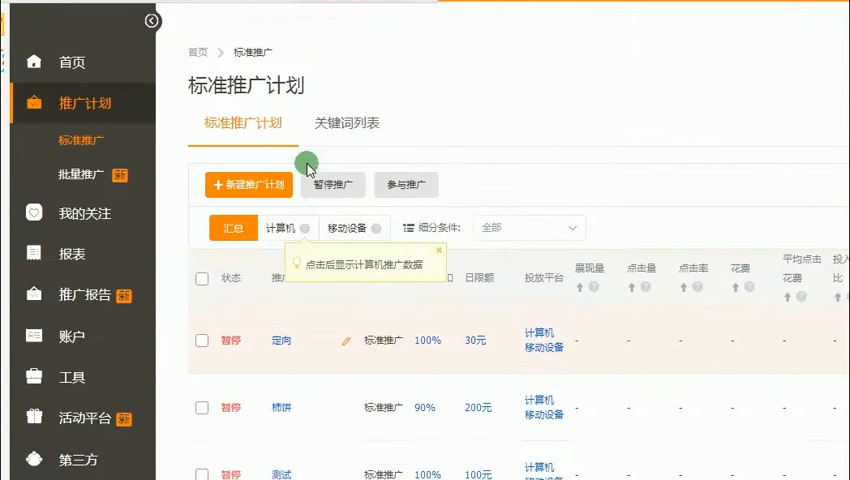 首页
推广计划
标准推广
批量推广 新
我的关注
报表
推广报告 新
账户
工具
活动平台 新
第三方
首页 > 标准推广
标准推广计划
标准推广计划 关键词列表
+ 新建推广计划 暂停推广 参与推广
汇总 计算机 ? 移动设备 ? 细分条件: 全部
点击后显示计算机推广数据 ×
状态 推 日限额 投放平台 展现量 点击量 点击率 花费 平均点击花费 投入 比
暂停 定向 标准推广 100% 30元 计算机 移动设备 - - - - - -
暂停 柿饼 标准推广 90% 200元 计算机 移动设备 - - - - - -
暂停 测试 标准推广 100% 100元 计算机